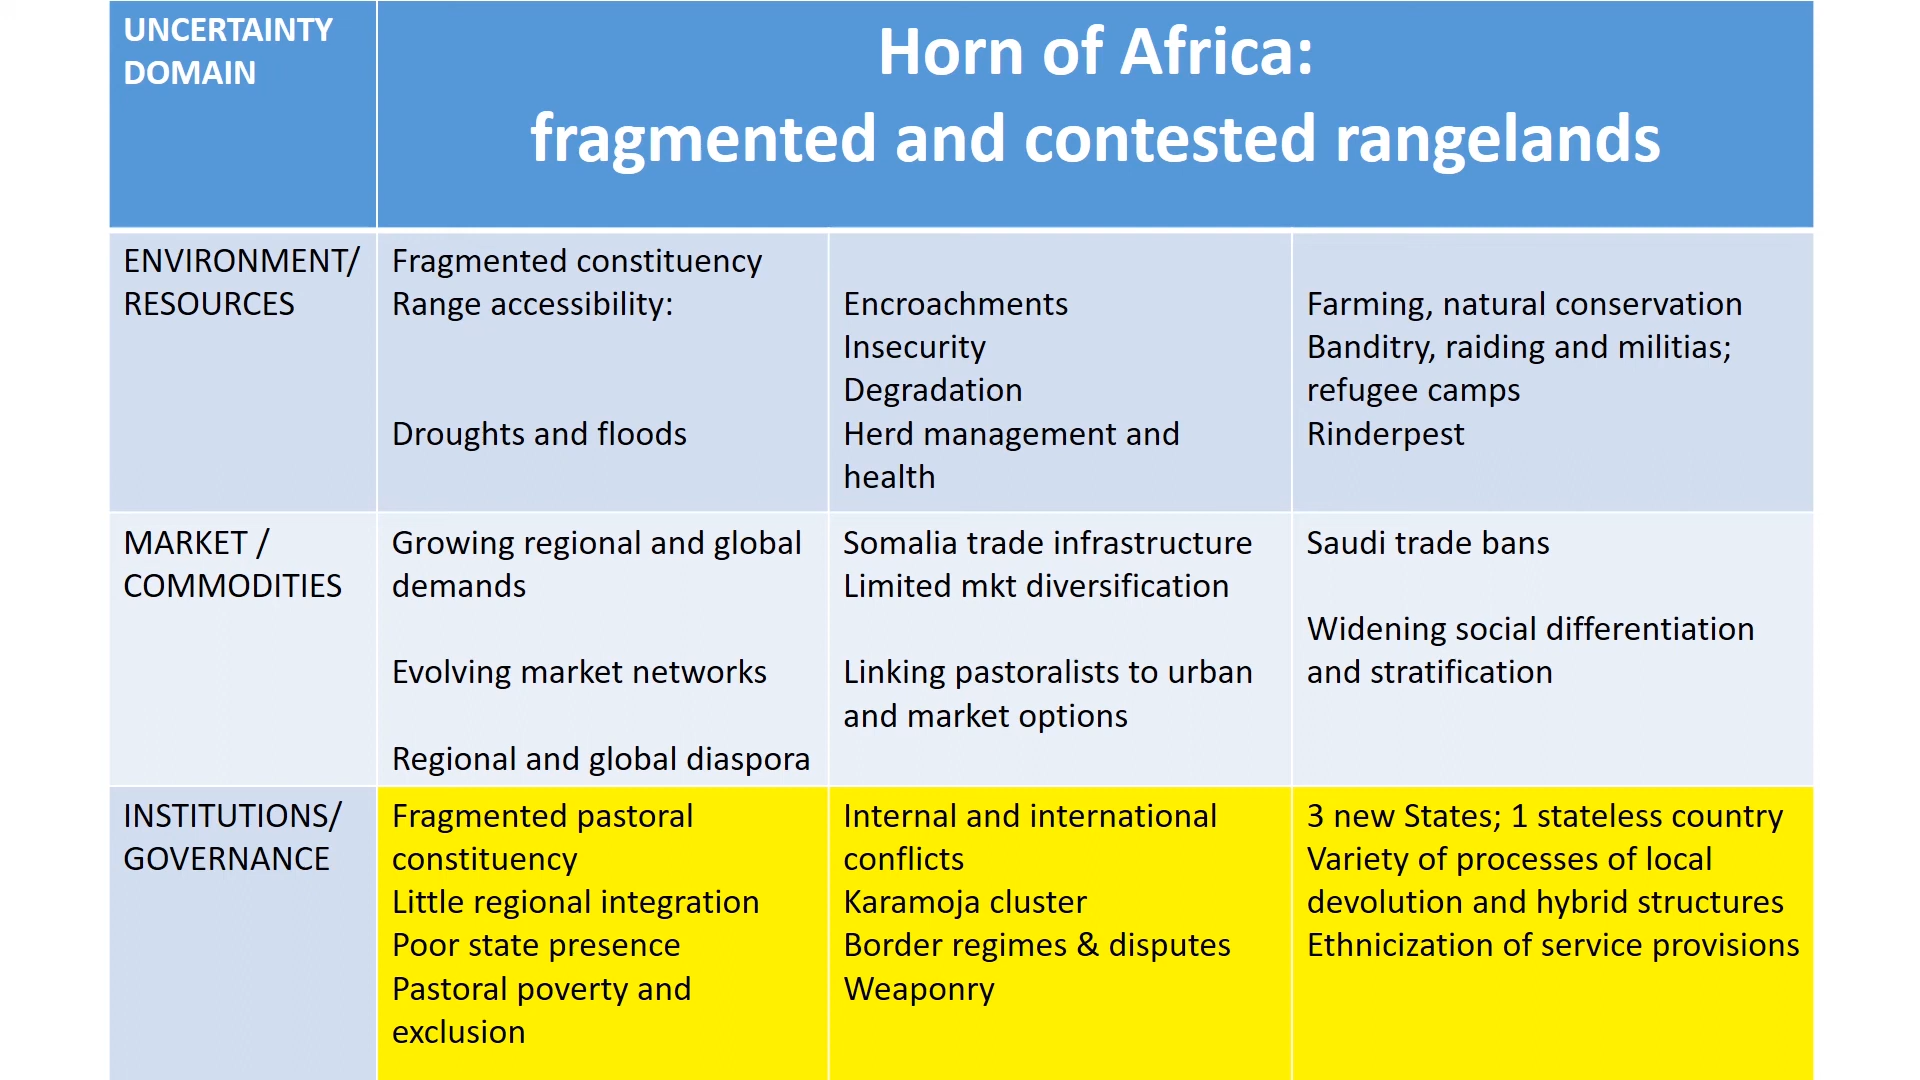 UNCERTAINTY
DOMAIN
Horn of Africa:
fragmented and contested rangelands
ENVIRONMENT/
RESOURCES
Fragmented constituency
Range accessibility:
Droughts and floods
Encroachments
Insecurity
Degradation
Herd management and
health
Farming, natural conservation
Banditry, raiding and militias;
refugee camps
Rinderpest
MARKET /
COMMODITIES
Growing regional and global
demands
Evolving market networks
Regional and global diaspora
Somalia trade infrastructure
Limited mkt diversification
Linking pastoralists to urban
and market options
Saudi trade bans
Widening social differentiation
and stratification
INSTITUTIONS/
GOVERNANCE
Fragmented pastoral
constituency
Little regional integration
Poor state presence
Pastoral poverty and
exclusion
Internal and international
conflicts
Karamoja cluster
Border regimes & disputes
Weaponry
3 new States; 1 stateless country
Variety of processes of local
devolution and hybrid structures
Ethnicization of service provisions